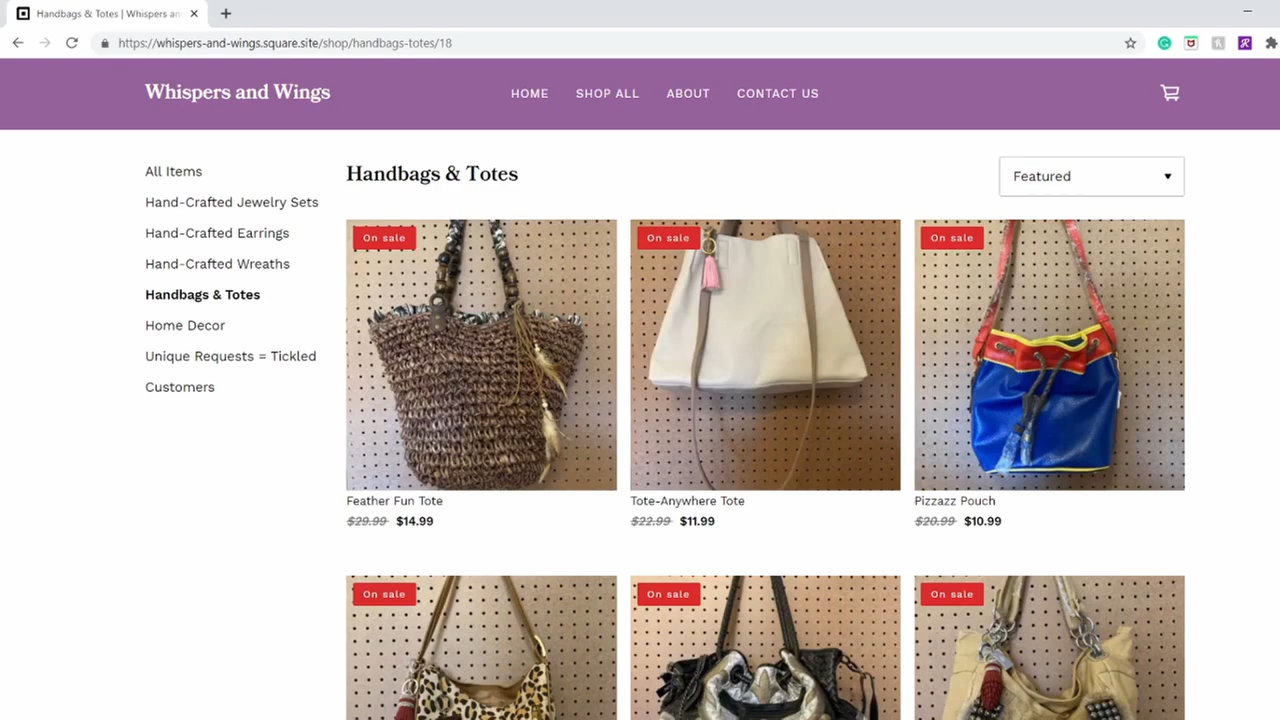 Handbags & Totes | Whispers an
https://whispers-and-wings.square.site/shop/handbags-totes/18
Whispers and Wings
HOME SHOP ALL ABOUT CONTACT US
All Items
Hand-Crafted Jewelry Sets
Hand-Crafted Earrings
Hand-Crafted Wreaths
Handbags & Totes
Home Decor
Unique Requests = Tickled
Customers
Handbags & Totes
Featured
On sale
On sale
On sale
Feather Fun Tote
$29.99 $14.99
Tote-Anywhere Tote
$22.99 $11.99
Pizzazz Pouch
$20.99 $10.99
On sale
On sale
On sale